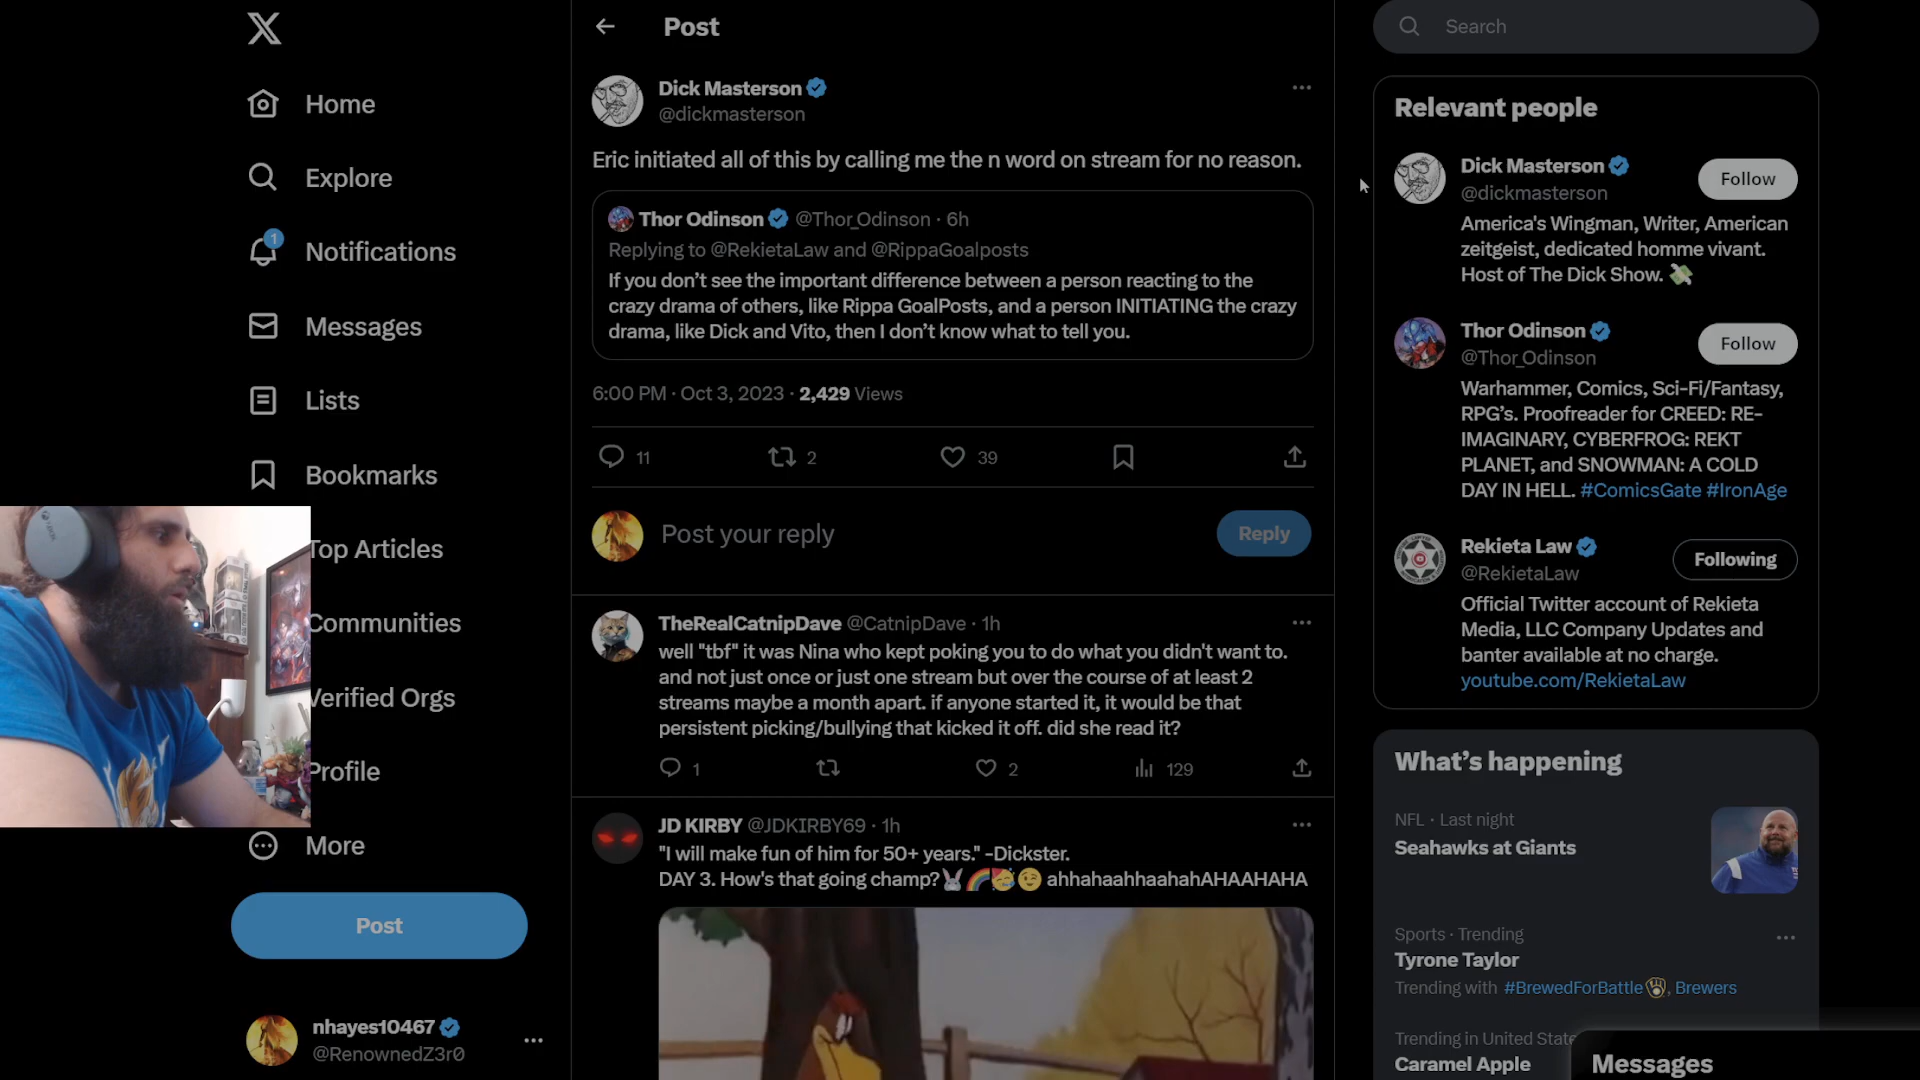 Home
Explore
1
Notifications
Messages
Lists
Bookmarks
Top Articles
Communities
Verified Orgs
Profile
More
Post
nhayes10467
@RenownedZ3r0
Post
Dick Masterson
@dickmasterson
Eric initiated all of this by calling me the n word on stream for no reason.
Thor Odinson @Thor_Odinson · 6h
Replying to @RekietaLaw and @RippaGoalposts
If you don’t see the important difference between a person reacting to the
crazy drama of others, like Rippa GoalPosts, and a person INITIATING the crazy
drama, like Dick and Vito, then I don’t know what to tell you.
6:00 PM · Oct 3, 2023 · 2,429 Views
11
2
39
Post your reply
Reply
TheRealCatnipDave @CatnipDave · 1h
well "tbf" it was Nina who kept poking you to do what you didn't want to.
and not just once or just one stream but over the course of at least 2
streams maybe a month apart. if anyone started it, it would be that
persistent picking/bullying that kicked it off. did she read it?
1
2
129
JD KIRBY @JDKIRBY69 · 1h
"I will make fun of him for 50+ years." -Dickster.
DAY 3. How's that going champ?🐰🌈🥳😉 ahhahaahhaahahAHAAHAHA
Search
Relevant people
Dick Masterson
@dickmasterson
Follow
America's Wingman, Writer, American
zeitgeist, dedicated homme vivant.
Host of The Dick Show. 💸
Thor Odinson
@Thor_Odinson
Follow
Warhammer, Comics, Sci-Fi/Fantasy,
RPG’s. Proofreader for CREED: RE-
IMAGINARY, CYBERFROG: REKT
PLANET, and SNOWMAN: A COLD
DAY IN HELL. #ComicsGate #IronAge
Rekieta Law
@RekietaLaw
Following
Official Twitter account of Rekieta
Media, LLC Company Updates and
banter available at no charge.
youtube.com/RekietaLaw
What’s happening
NFL · Last night
Seahawks at Giants
Sports · Trending
Tyrone Taylor
Trending with #BrewedForBattle, Brewers
Trending in United State
Caramel Apple
Messages